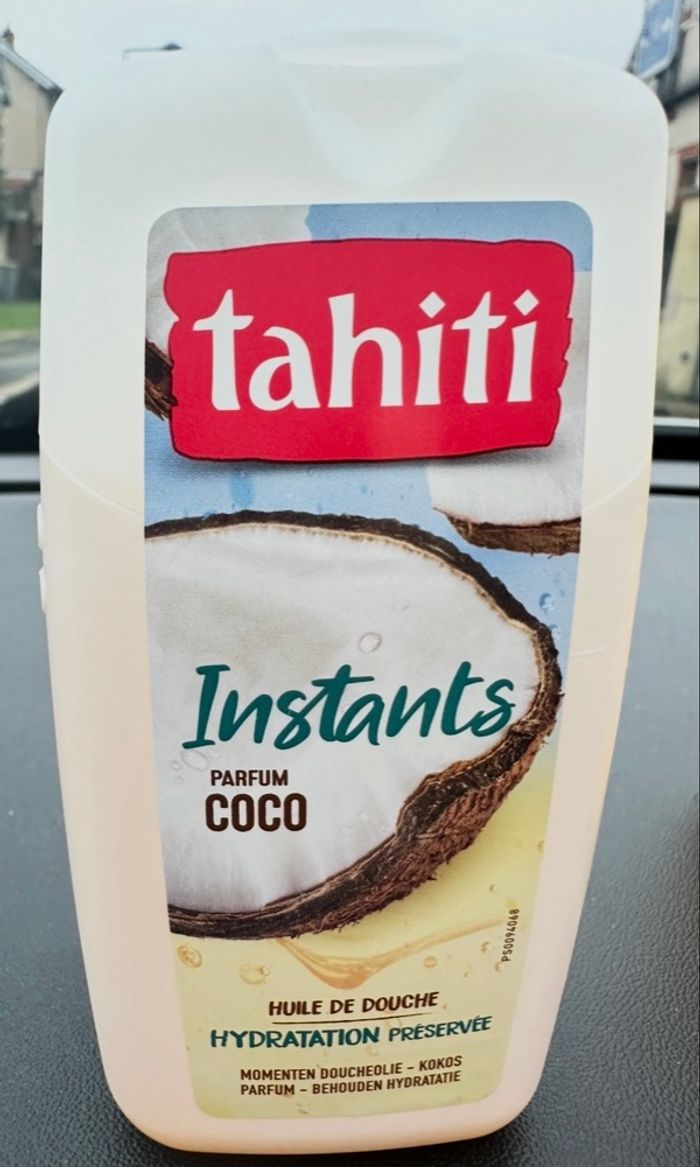 tahiti
Instants
PARFUM
COCO
PS0094068
HUILE DE DOUCHE
HYDRATATION PRÉSERVÉE
MOMENTEN DOUCHEOLIE - KOKOS
PARFUM - BEHOUDEN HYDRATATIE